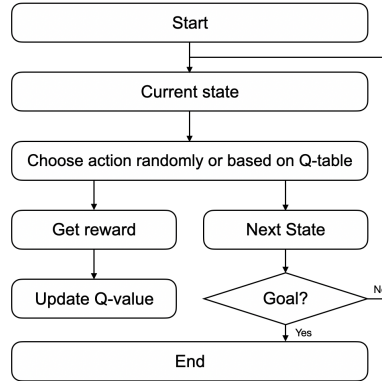 Start
Current state
Choose action randomly or based on Q-table
Get reward
Next State
Update Q-value
Goal?
Yes
End